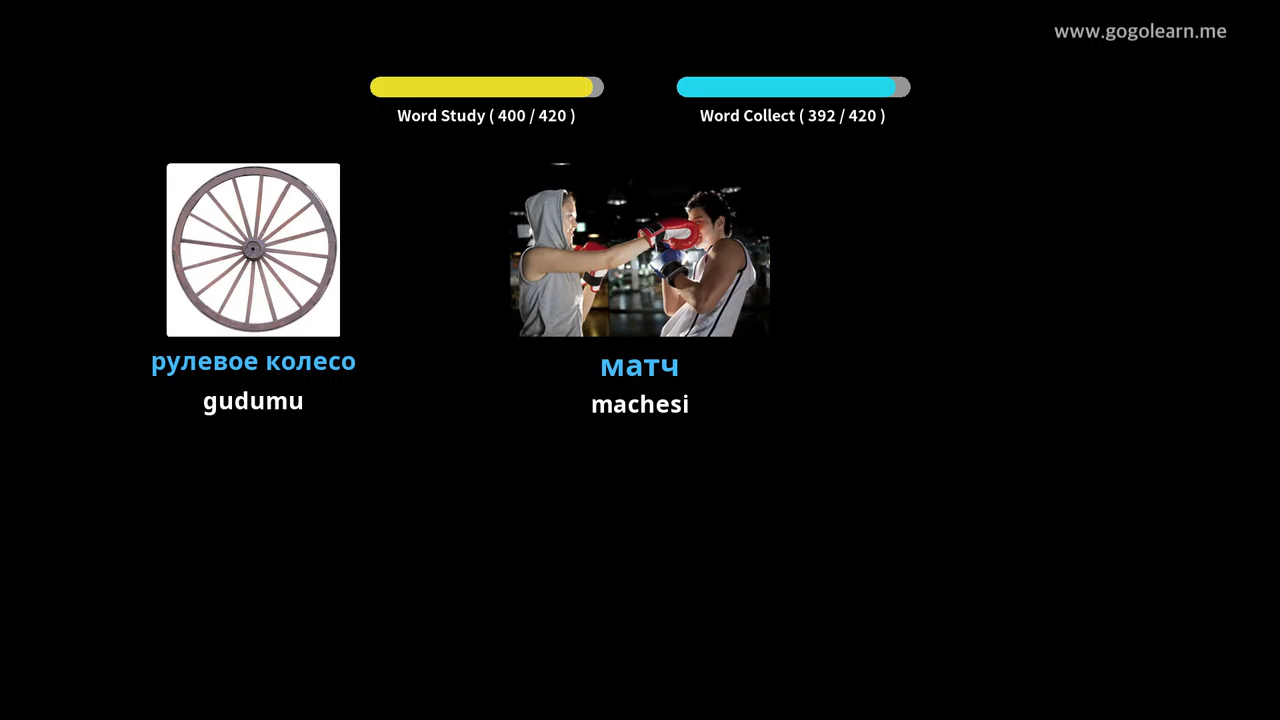 www.gogolearn.me
Word Study ( 400 / 420 )
Word Collect ( 392 / 420 )
рулевое колесо
gudumu
матч
machesi